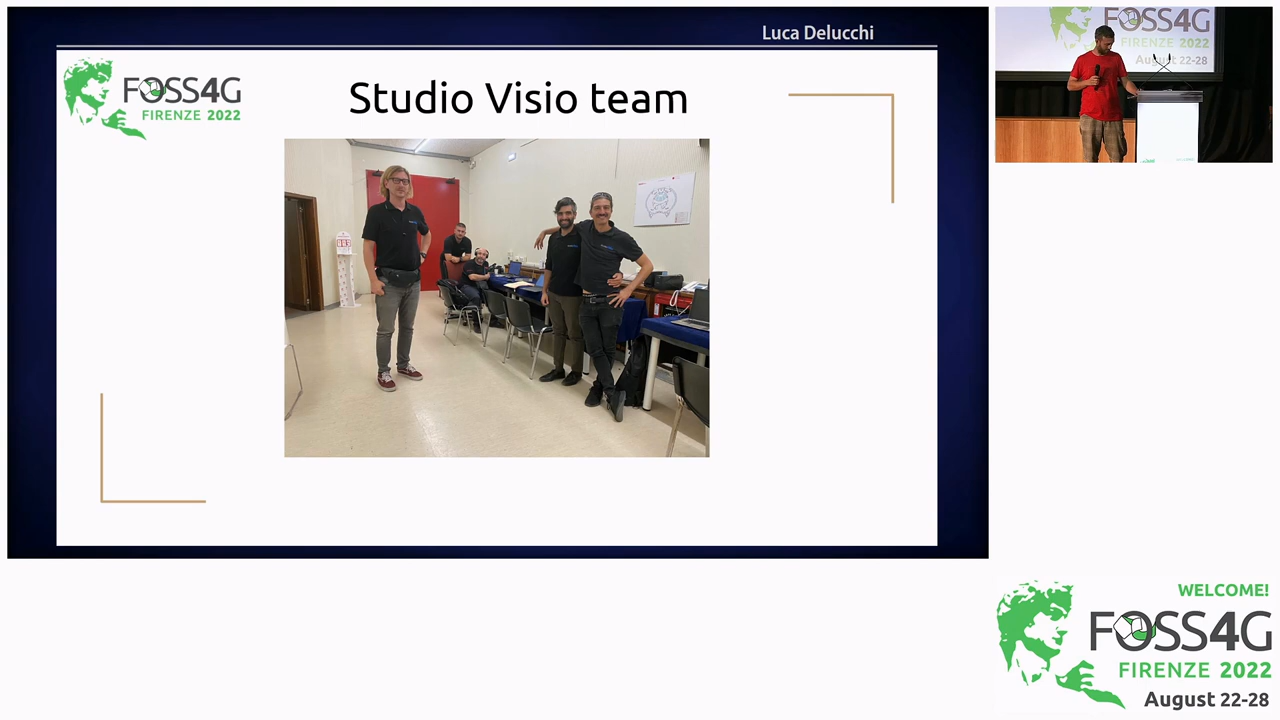 Luca Delucchi
FOSS4G
FIRENZE 2022
Studio Visio team
FOSS4G
FIRENZE 2022
August 22-28
WELCOME!
FOSS4G
FIRENZE 2022
August 22-28